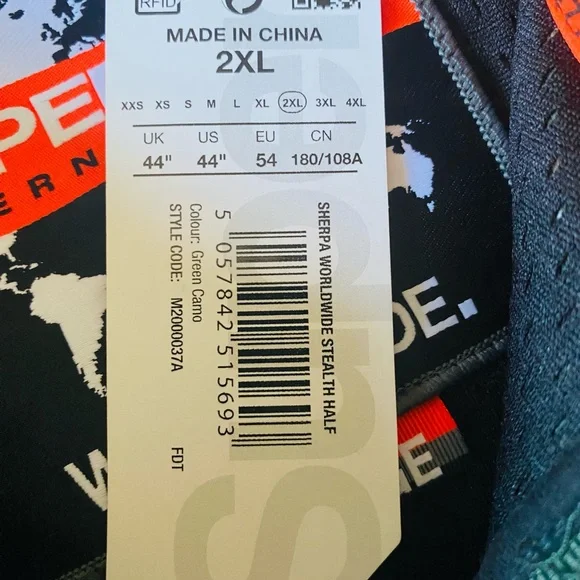 RFID
MADE IN CHINA
2XL
XXS XS S M L XL 2XL 3XL 4XL
UK US EU CN
44" 44" 54 180/108A
SHERPA WORLDWIDE STEALTH HALF
5 057842 515693
Colour: Green Camo
STYLE CODE: M2000037A
FDT
PE
ERN
DE.
W
E